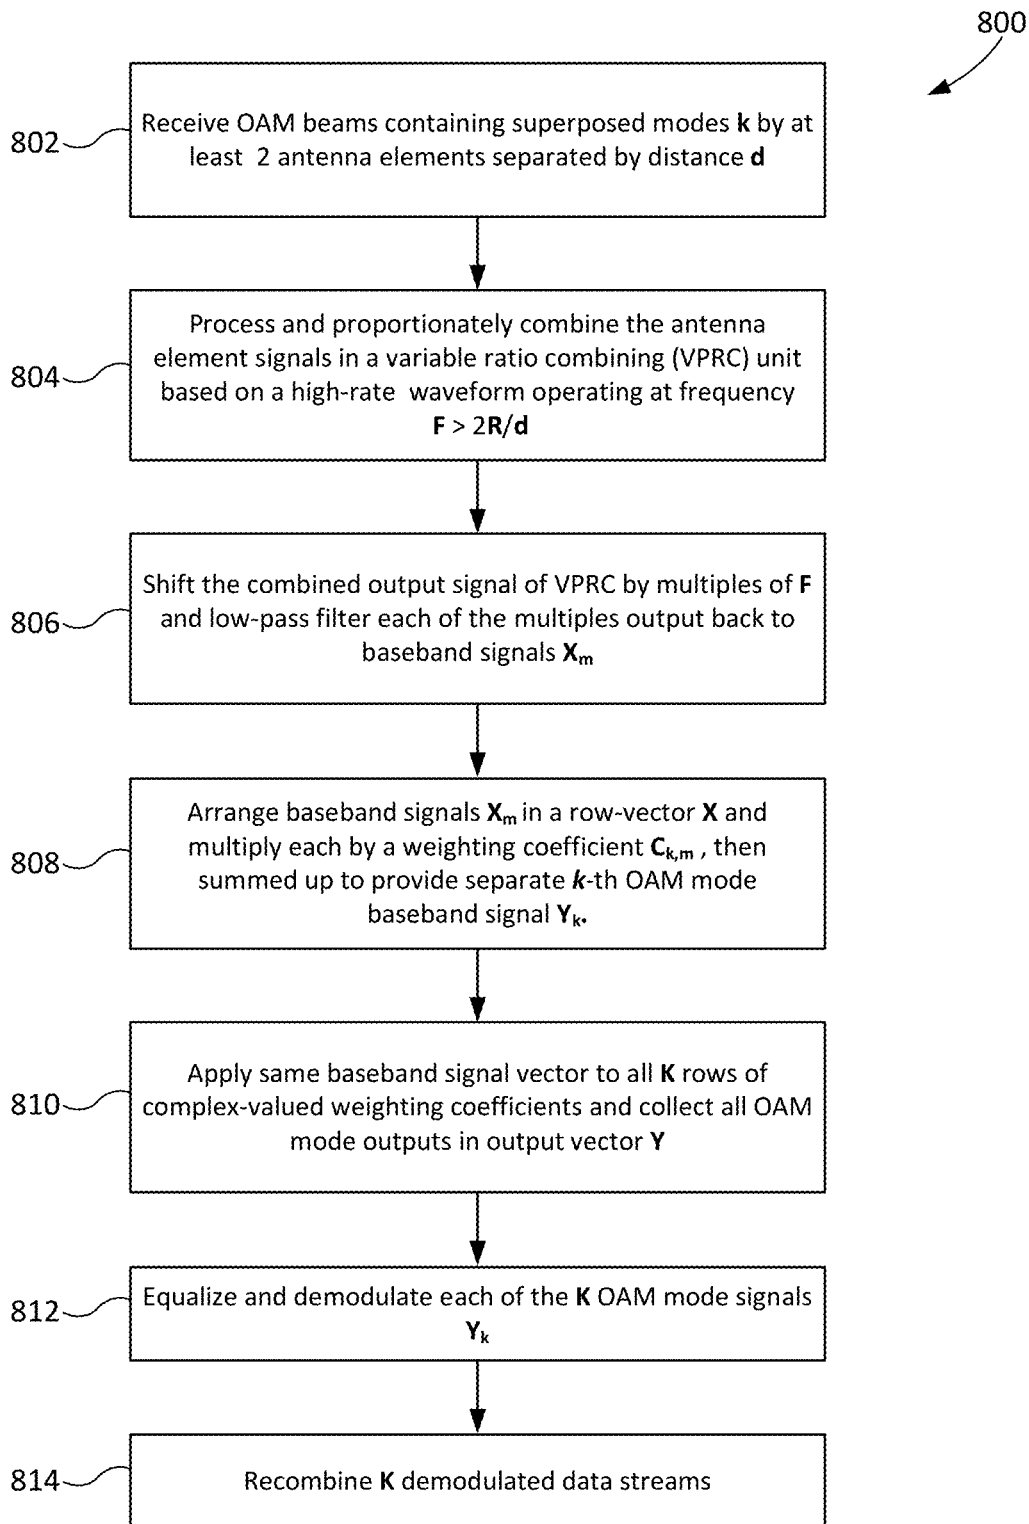 800
802
Receive OAM beams containing superposed modes k by at
least 2 antenna elements separated by distance d
804
Process and proportionately combine the antenna
element signals in a variable ratio combining (VPRC) unit
based on a high-rate waveform operating at frequency
F > 2R/d
806
Shift the combined output signal of VPRC by multiples of F
and low-pass filter each of the multiples output back to
baseband signals Xm
808
Arrange baseband signals Xm in a row-vector X and
multiply each by a weighting coefficient Ck,m , then
summed up to provide separate k-th OAM mode
baseband signal Yk.
810
Apply same baseband signal vector to all K rows of
complex-valued weighting coefficients and collect all OAM
mode outputs in output vector Y
812
Equalize and demodulate each of the K OAM mode signals
Yk
814
Recombine K demodulated data streams